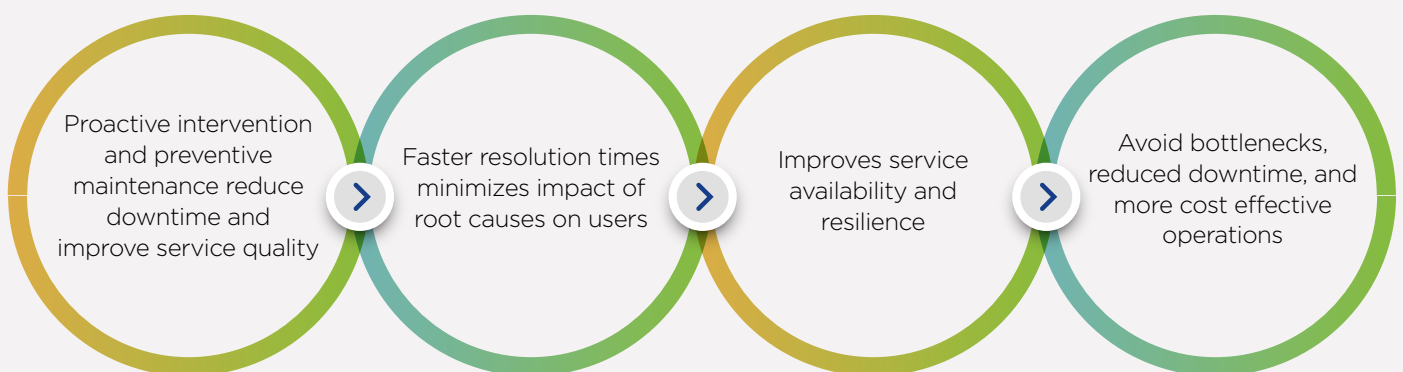 Proactive intervention
and preventive
maintenance reduce
downtime and
improve service quality
Faster resolution times
minimizes impact of
root causes on users
Improves service
availability and
resilience
Avoid bottlenecks,
reduced downtime, and
more cost effective
operations